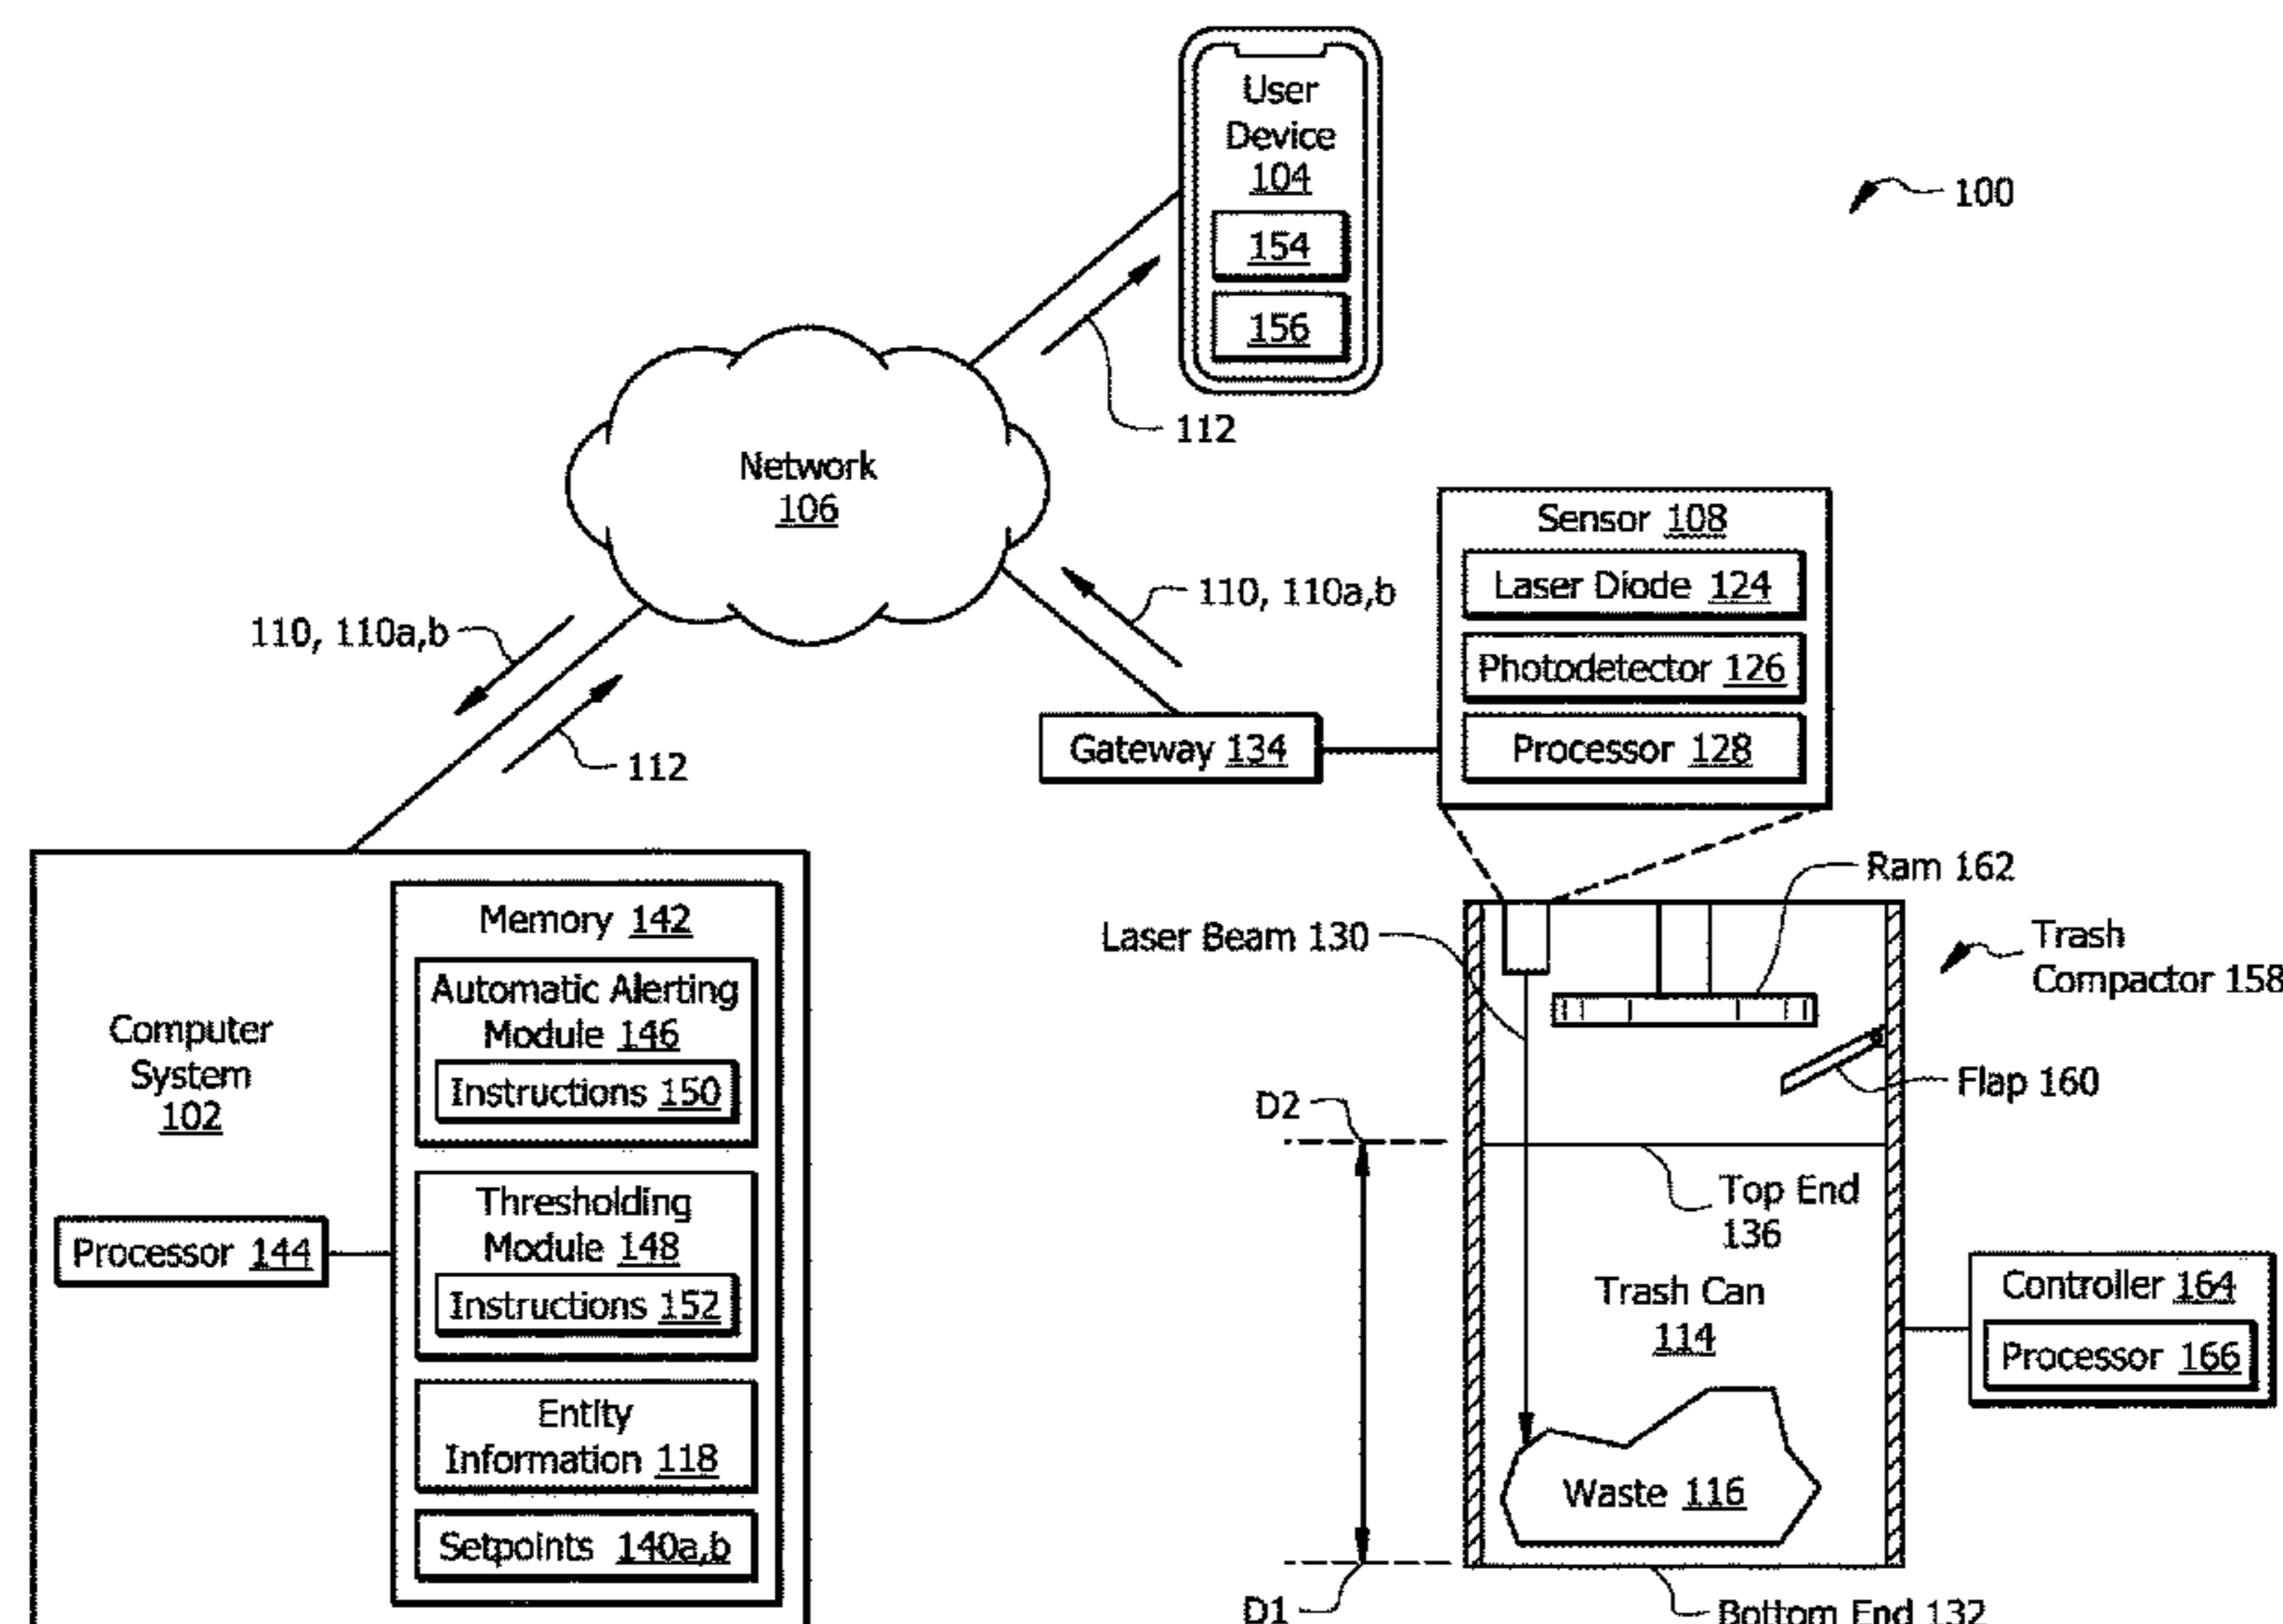 User
Device
104
154
156
100
112
Network
106
Sensor 108
Laser Diode 124
Photodetector 126
Processor 128
110, 110a,b
110, 110a,b
112
Gateway 134
Ram 162
Laser Beam 130
Trash
Compactor 158
Flap 160
Computer
System
102
Processor 144
Memory 142
Automatic Alerting
Module 146
Instructions 150
Thresholding
Module 148
Instructions 152
Entity
Information 118
Setpoints 140a,b
D2
Top End
136
Trash Can
114
Controller 164
Processor 166
Waste 116
D1
Bottom End 132